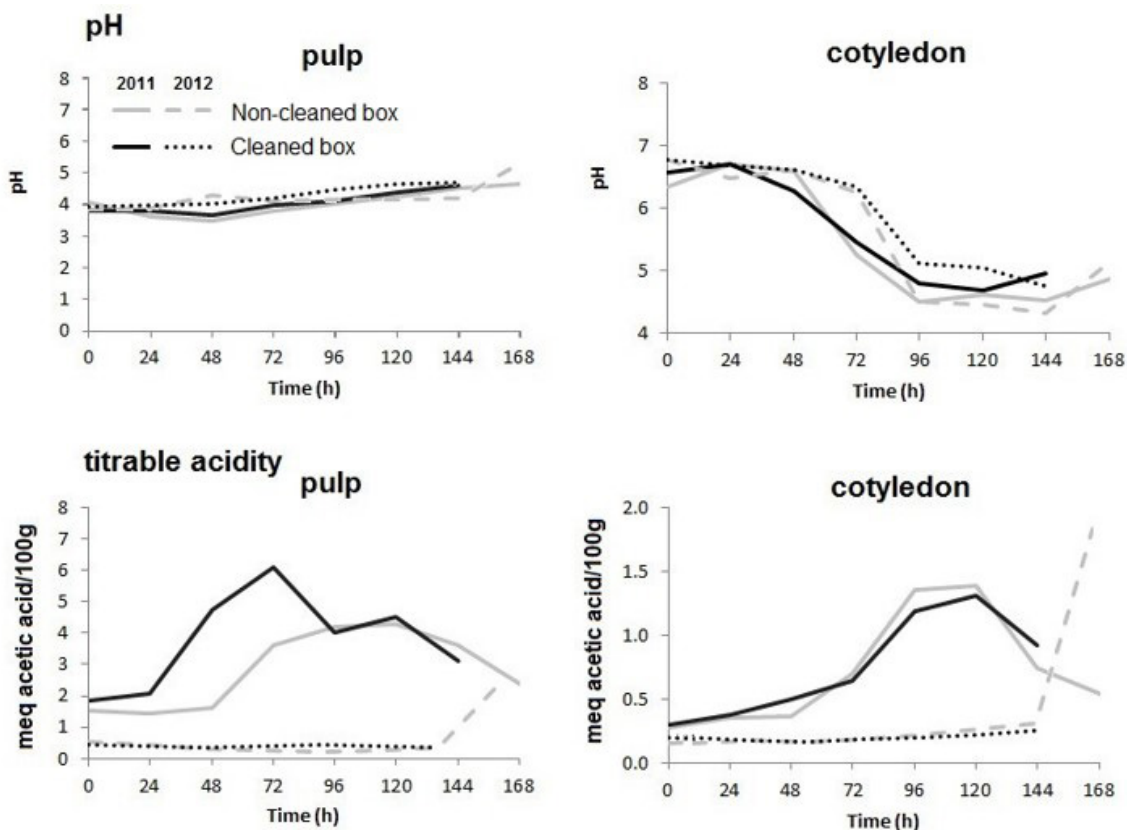 pH
pulp
8
7
6
5
4
3
2
1
0
pH
2011 2012
Non-cleaned box
Cleaned box
0 24 48 72 96 120 144 168
Time (h)
cotyledon
8
7
6
5
4
pH
0 24 48 72 96 120 144 168
Time (h)
titrable acidity
pulp
8
7
6
5
4
3
2
1
0
meq acetic acid/100g
0 24 48 72 96 120 144 168
Time (h)
cotyledon
2.0
1.5
1.0
0.5
0.0
meq acetic acid/100g
0 24 48 72 96 120 144 168
Time (h)